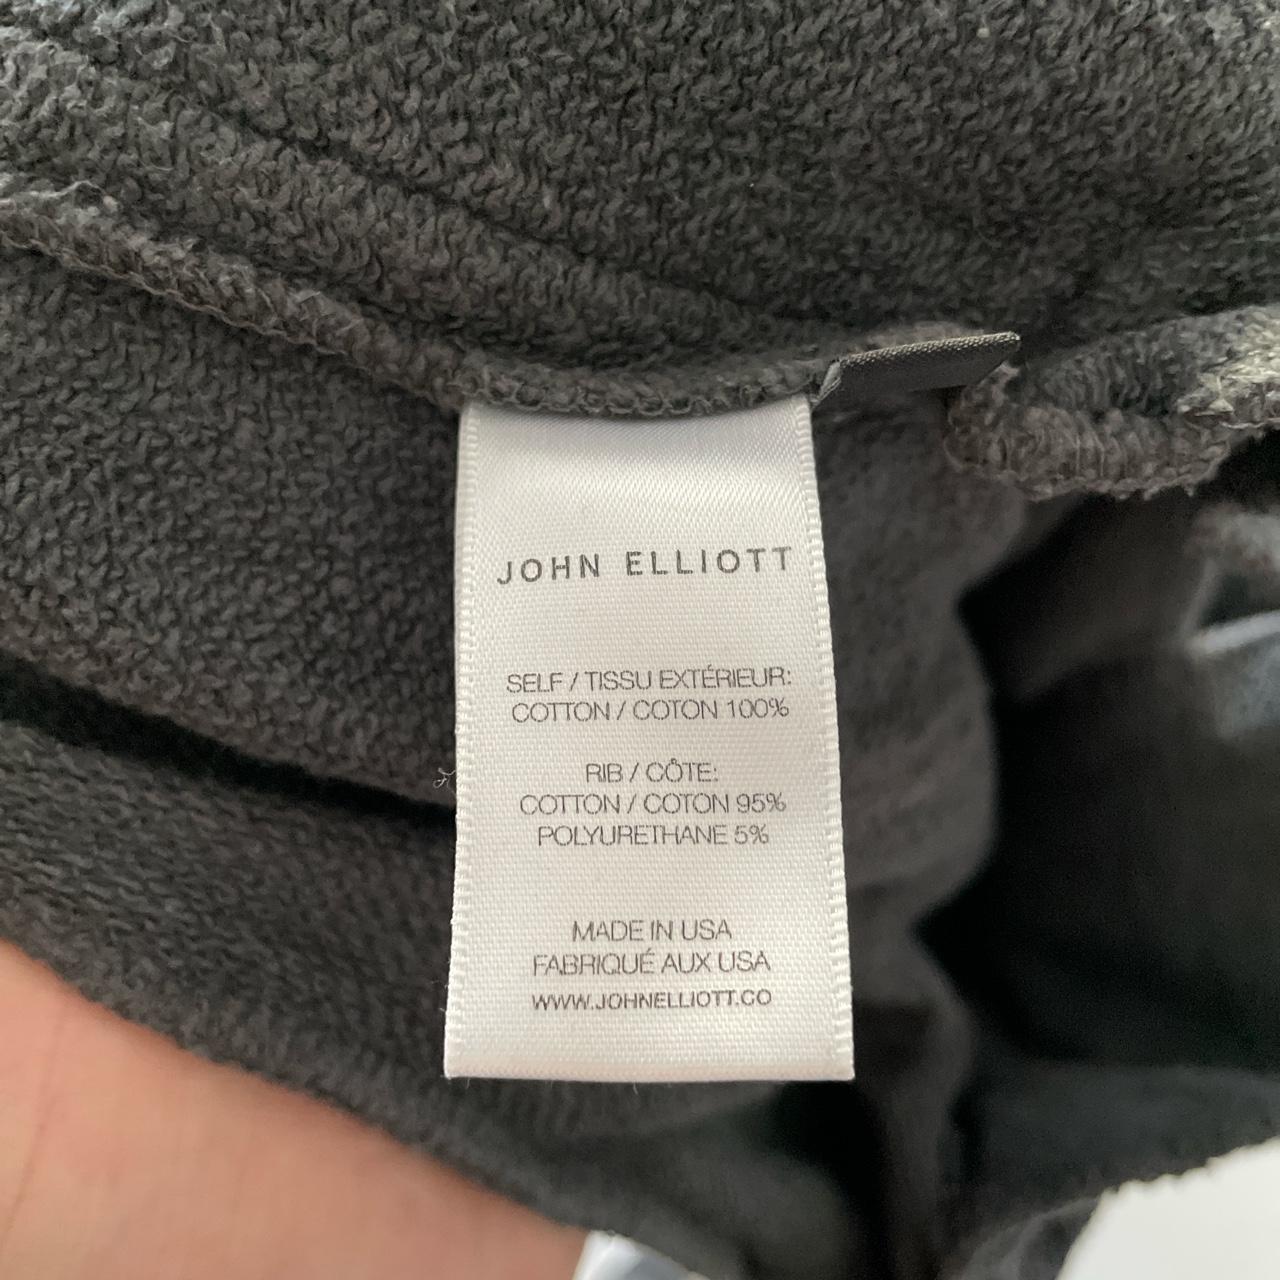 JOHN ELLIOTT
SELF / TISSU EXTÉRIEUR:
COTTON / COTON 100%
RIB / CÔTE:
COTTON / COTON 95%
POLYURETHANE 5%
MADE IN USA
FABRIQUÉ AUX USA
WWW.JOHNELLIOTT.CO